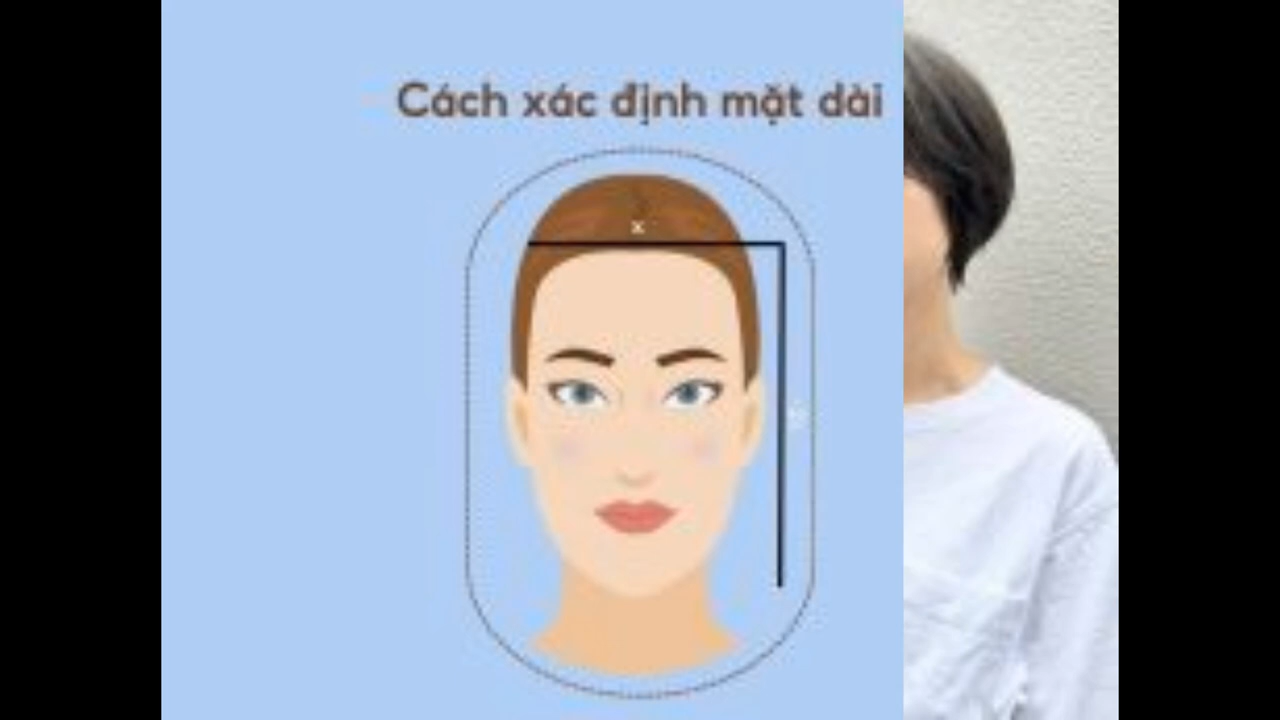 Cách xác định mặt dài
x